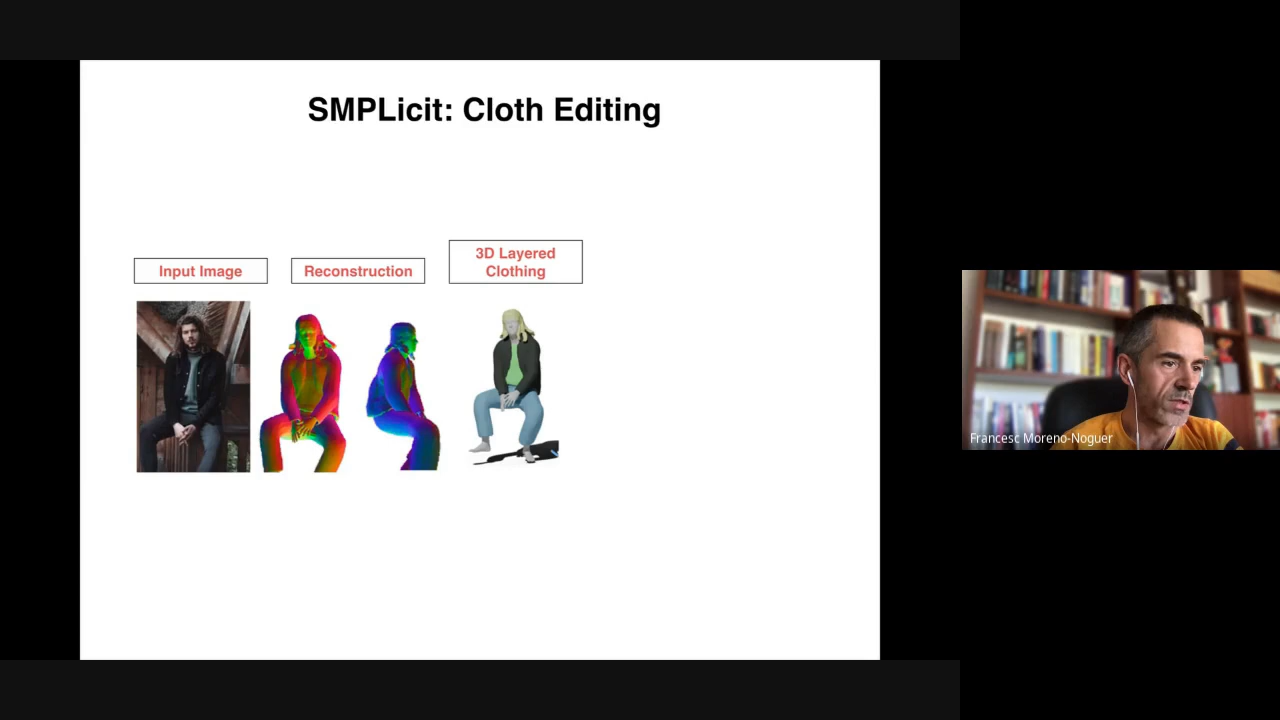 SMPLicit: Cloth Editing
Input Image
Reconstruction
3D Layered
Clothing
Francesc Moreno-Noguer